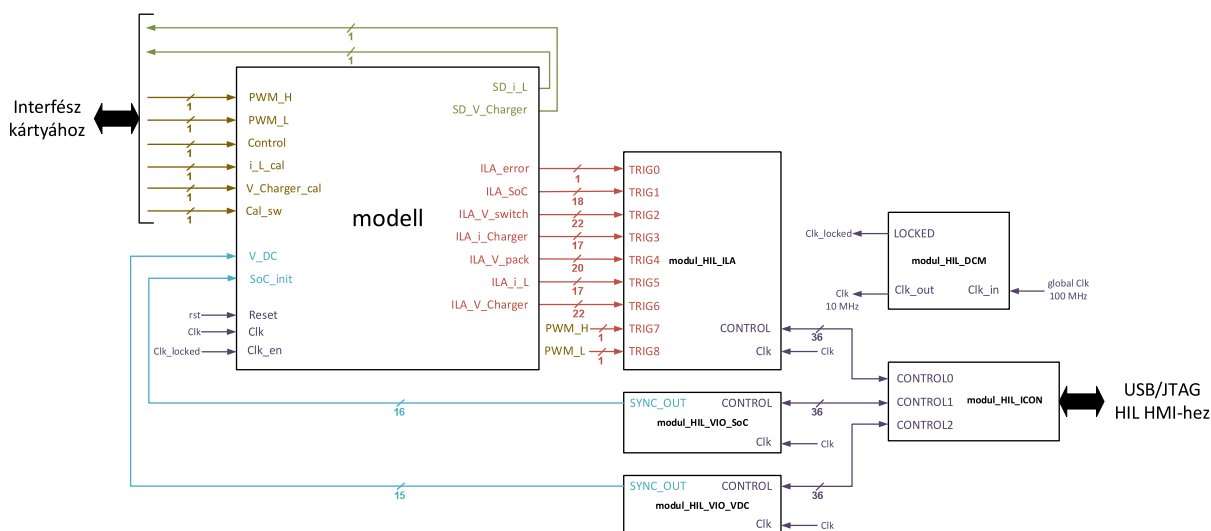 1
1
Interfész
kártyához
1
1
1
1
1
1
PWM_H
PWM_L
Control
i_L_cal
V_Charger_cal
Cal_sw
V_DC
SoC_init
rst
Reset
Clk
Clk
Clk_locked
Clk_en
modell
SD_i_L
SD_V_Charger
ILA_error
ILA_SoC
ILA_V_switch
ILA_i_Charger
ILA_V_pack
ILA_i_L
ILA_V_Charger
1
18
22
17
20
17
22
PWM_H
1
PWM_L
1
TRIG0
TRIG1
TRIG2
TRIG3
TRIG4
TRIG5
TRIG6
TRIG7
TRIG8
modul_HIL_ILA
CONTROL
36
Clk
Clk
Clk_locked
LOCKED
modul_HIL_DCM
Clk
10 MHz
Clk_out
Clk_in
global Clk
100 MHz
CONTROL0
CONTROL1
CONTROL2
modul_HIL_ICON
USB/JTAG
HIL HMI-hez
16
SYNC_OUT
CONTROL
36
modul_HIL_VIO_SoC
Clk
Clk
15
SYNC_OUT
CONTROL
36
modul_HIL_VIO_VDC
Clk
Clk